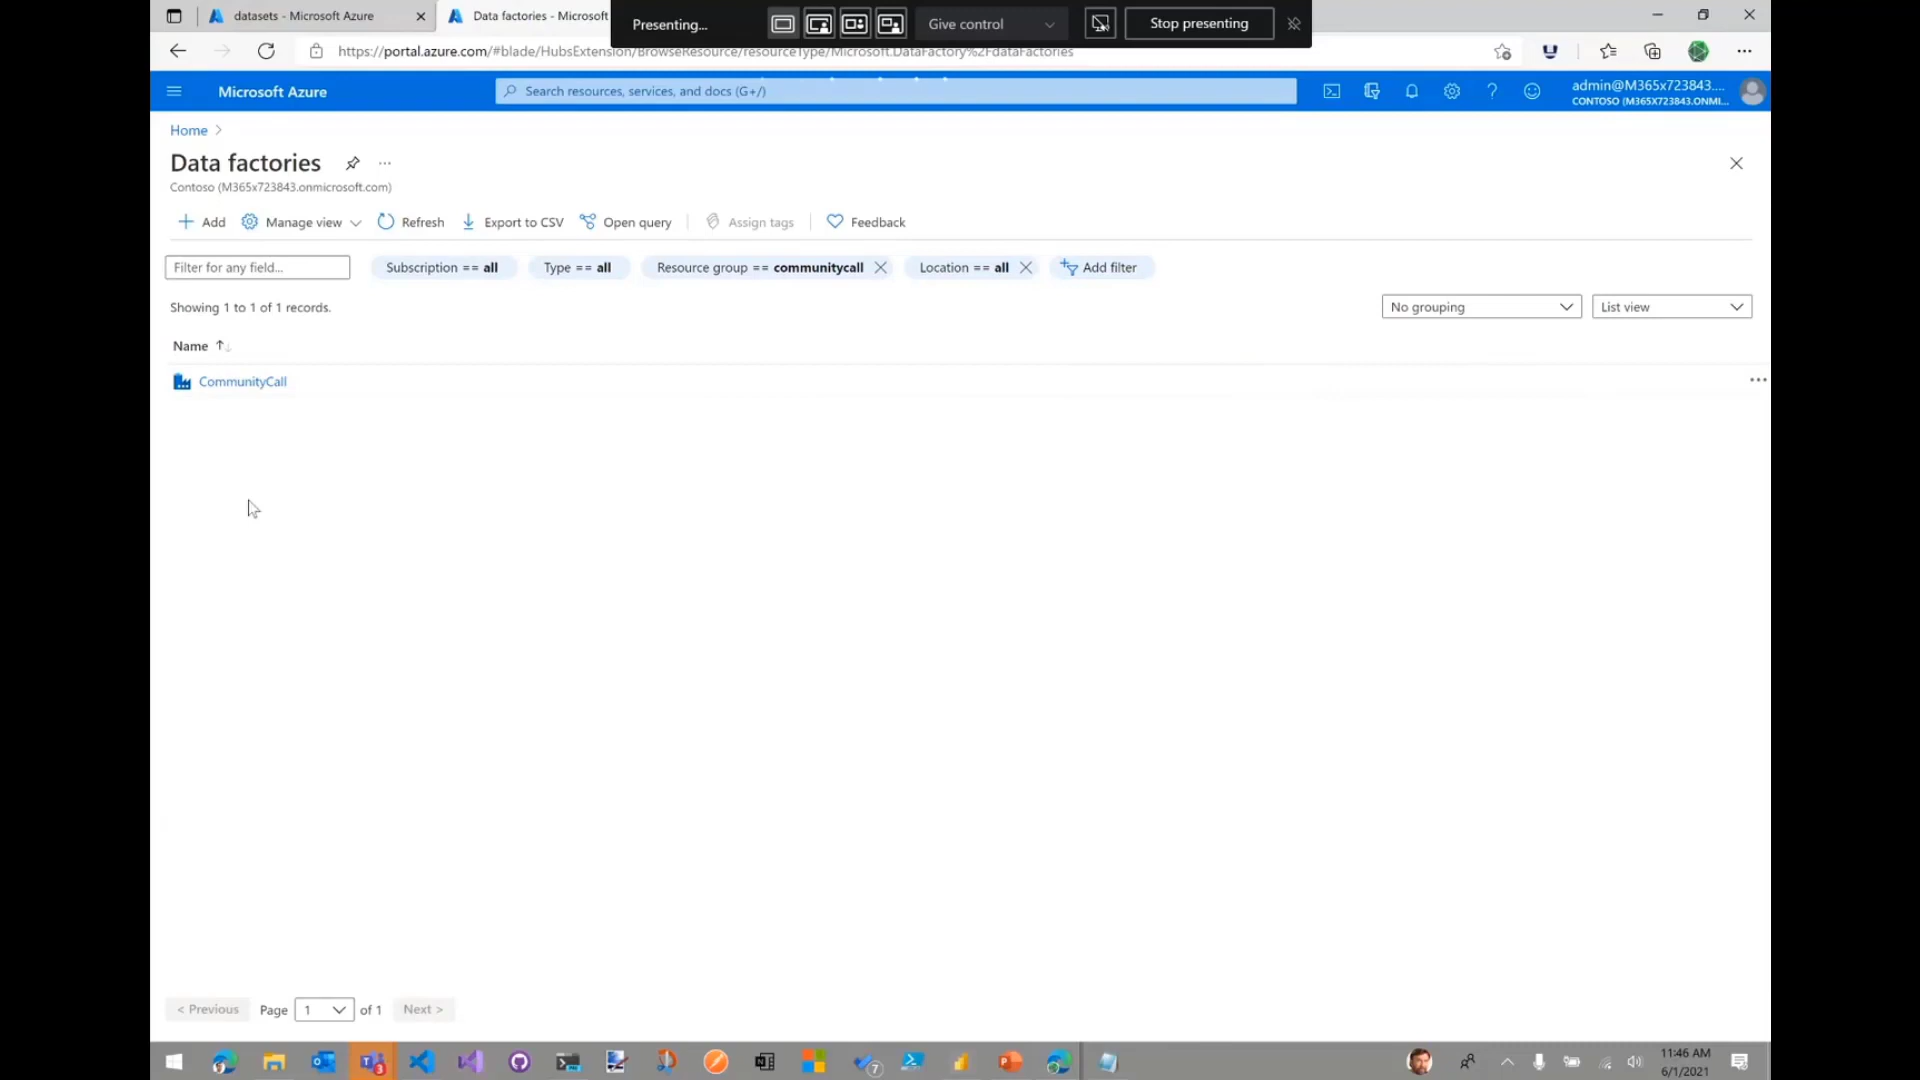 datasets - Microsoft Azure
Data factories - Microsoft
Presenting...
Give control
Stop presenting
https://portal.azure.com/#blade/HubsExtension/BrowseResource/resourceType/Microsoft.DataFactory%2FdataFactories
Microsoft Azure
Search resources, services, and docs (G+/)
admin@M365x723843....
CONTOSO (M365X723843.ONMI...
Home
Data factories
Contoso (M365x723843.onmicrosoft.com)
Add
Manage view
Refresh
Export to CSV
Open query
Assign tags
Feedback
Filter for any field...
Subscription == all
Type == all
Resource group == communitycall
Location == all
Add filter
Showing 1 to 1 of 1 records.
No grouping
List view
Name
CommunityCall
< Previous
Page 1 of 1
Next >
3
7
11:46 AM
6/1/2021